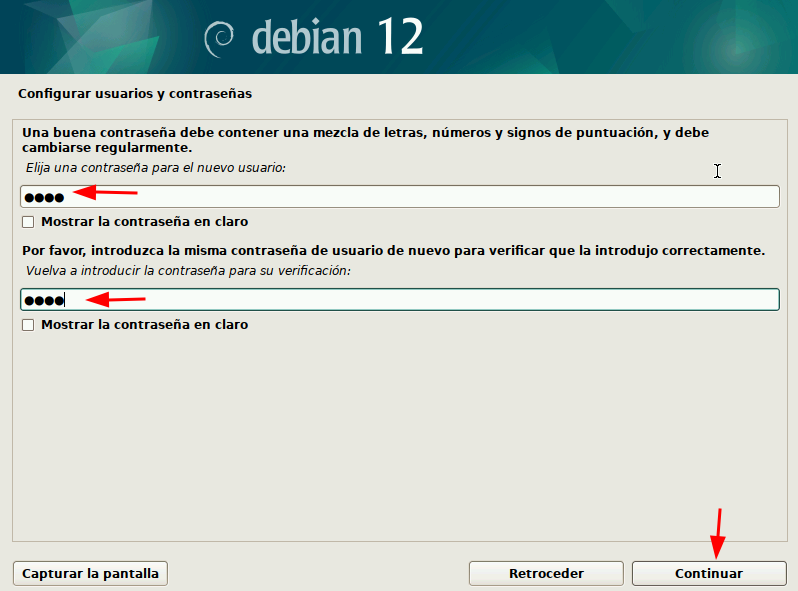 debian 12
Configurar usuarios y contraseñas
Una buena contraseña debe contener una mezcla de letras, números y signos de puntuación, y debe
cambiarse regularmente.
Elija una contraseña para el nuevo usuario:
●●●●
Mostrar la contraseña en claro
Por favor, introduzca la misma contraseña de usuario de nuevo para verificar que la introdujo correctamente.
Vuelva a introducir la contraseña para su verificación:
●●●●
Mostrar la contraseña en claro
Capturar la pantalla
Retroceder
Continuar